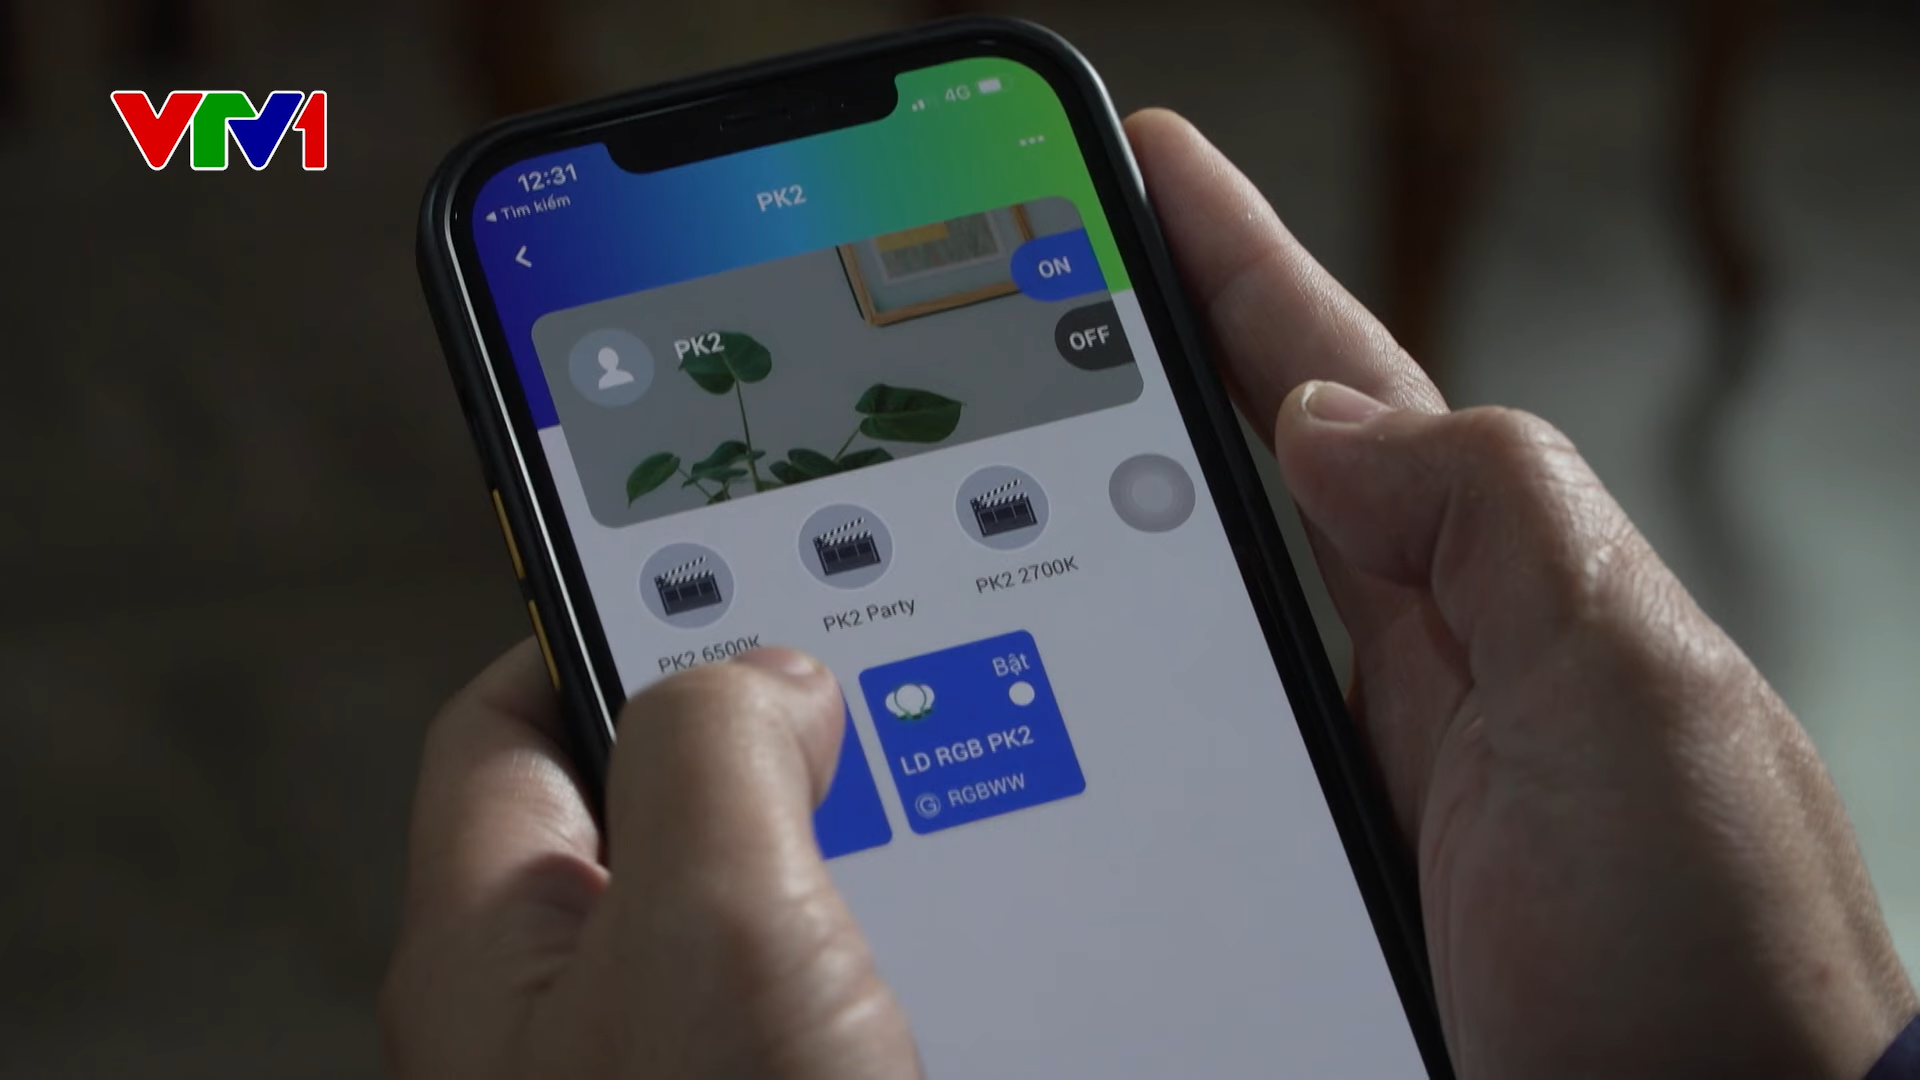 VTV1
4G
12:31
Tìm kiếm
PK2
ON
PK2
OFF
PK2 6500K
PK2 Party
PK2 2700K
Bật
LD RGB PK2
G RGBWW